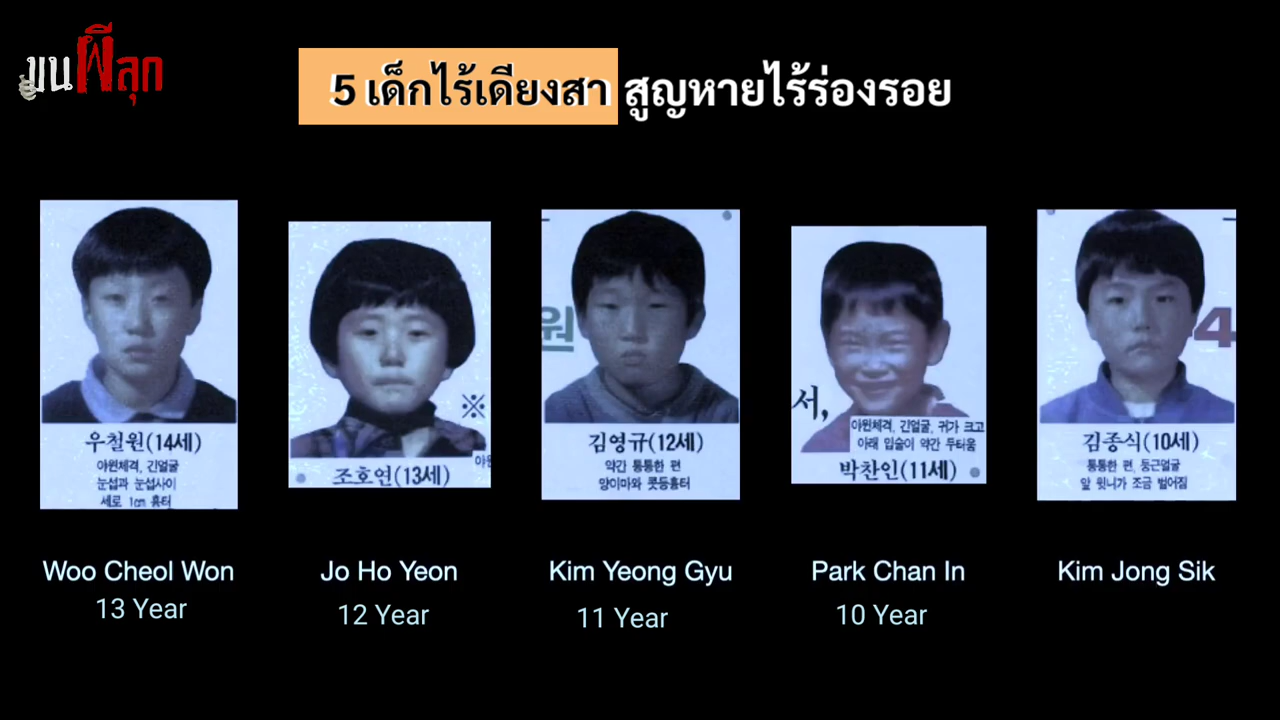 ขนผีลุก
5 เด็กไร้เดียงสา สูญหายไร้ร่องรอย
우철원(14세)
야윈체격, 긴얼굴
눈썹과 눈썹사이
세로 1cm 흉터
※
조호연(13세)
원
김영규(12세)
약간 통통한 편
양이마와 콧등흉터
서,
야윈체격, 긴얼굴, 귀가 크고
아래 입술이 약간 두터움
박찬인(11세)
4
김종식(10세)
통통한 편, 둥근얼굴
앞 윗니가 조금 벌어짐
Woo Cheol Won
13 Year
Jo Ho Yeon
12 Year
Kim Yeong Gyu
11 Year
Park Chan In
10 Year
Kim Jong Sik